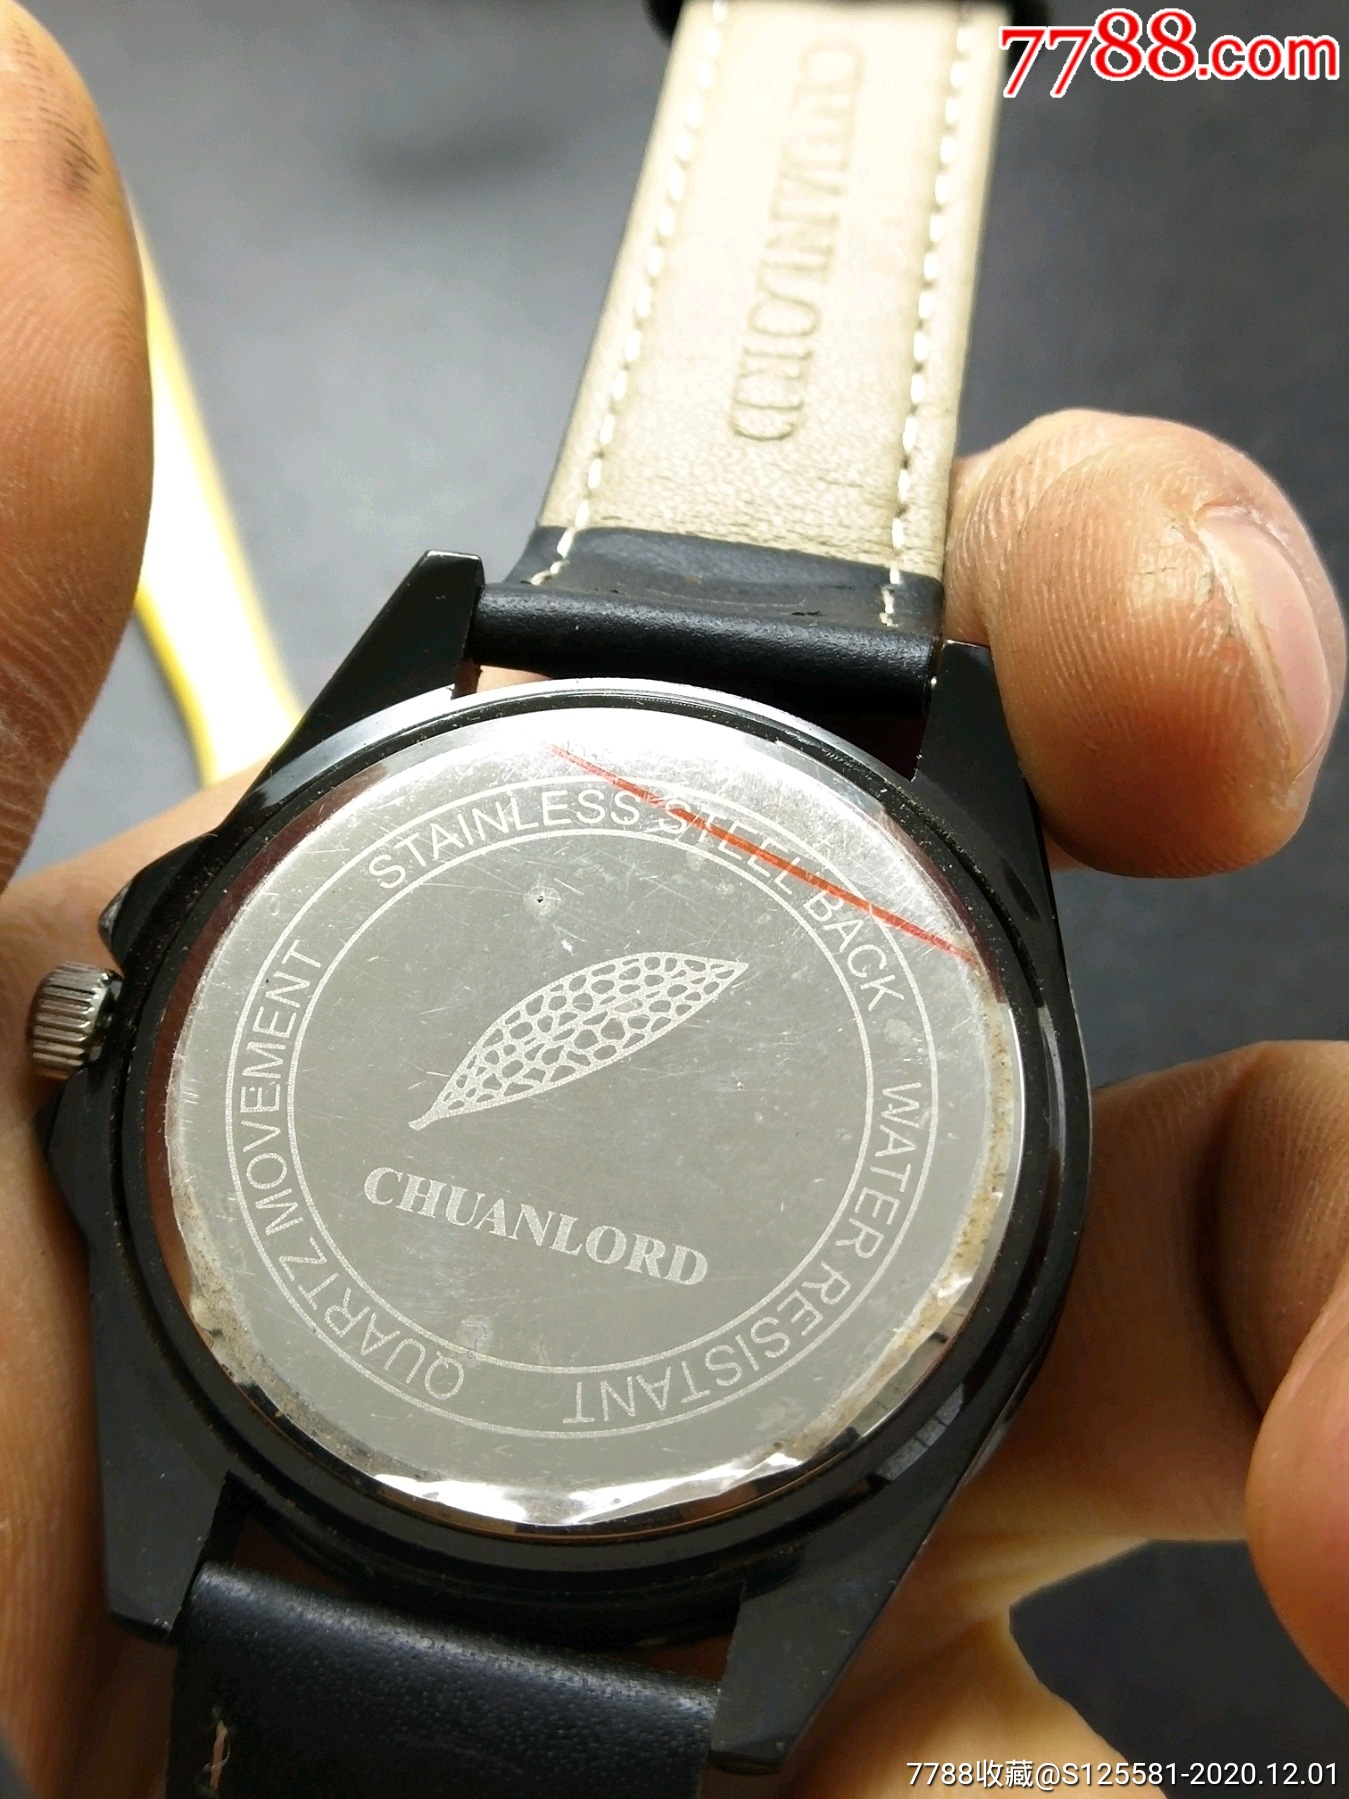 7788.com
CHUANLORD
STAINLESS STEEL BACK WATER RESISTANT QUARTZ MOVEMENT
CHUANLORD
7788收藏@S125581-2020.12.01